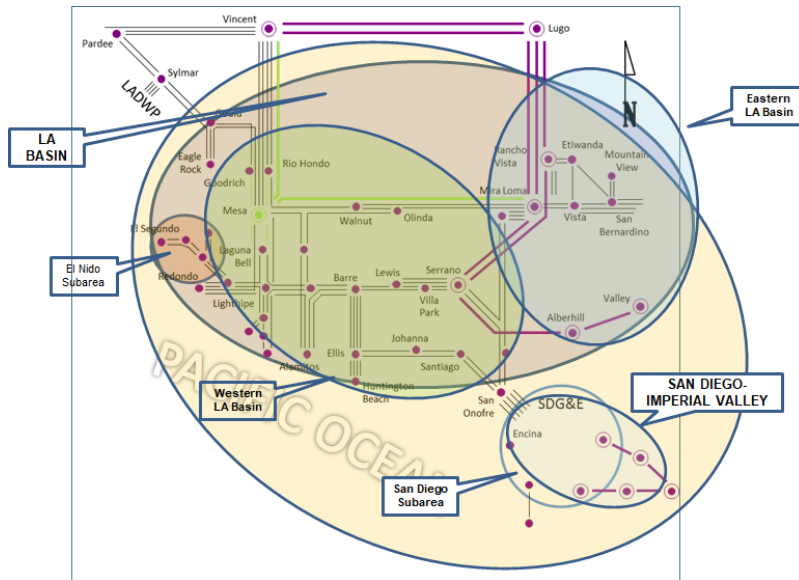 Vincent
Lugo
Pardee
Sylmar
LADWP
Gould
Eagle
Rock
Goodrich
Rio Hondo
LA
BASIN
Eastern
LA Basin
N
Rancho
Vista
Etiwanda
Mountain
View
Mira Loma
Vista
San
Bernardino
Mesa
Walnut
Olinda
El Segundo
El Nido
Subarea
Redondo
Laguna
Bell
Lighthipe
Barre
Lewis
Villa
Park
Serrano
Valley
Alberhill
Alamitos
Ellis
Johanna
Santiago
Huntington
Beach
Western
LA Basin
PACIFIC OCEA
San
Onofre
SDG&E
SAN DIEGO-
IMPERIAL VALLEY
Encina
San Diego
Subarea